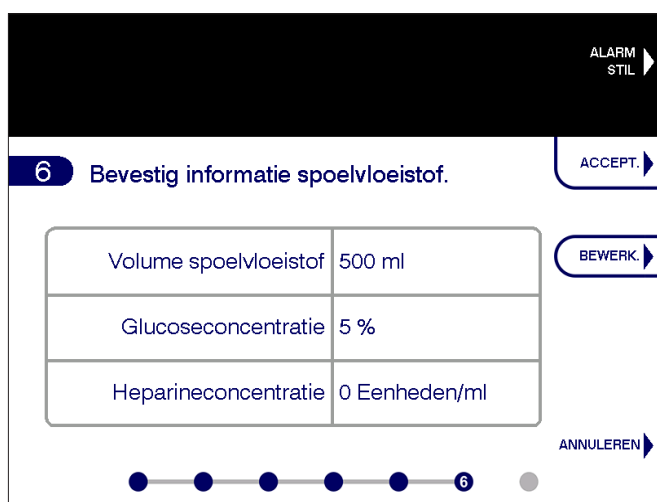 ALARM
STIL
6 Bevestig informatie spoelvloeistof.
ACCEPT.
Volume spoelvloeistof 500 ml
BEWERK.
Glucoseconcentratie 5 %
Heparineconcentratie 0 Eenheden/ml
ANNULEREN
6